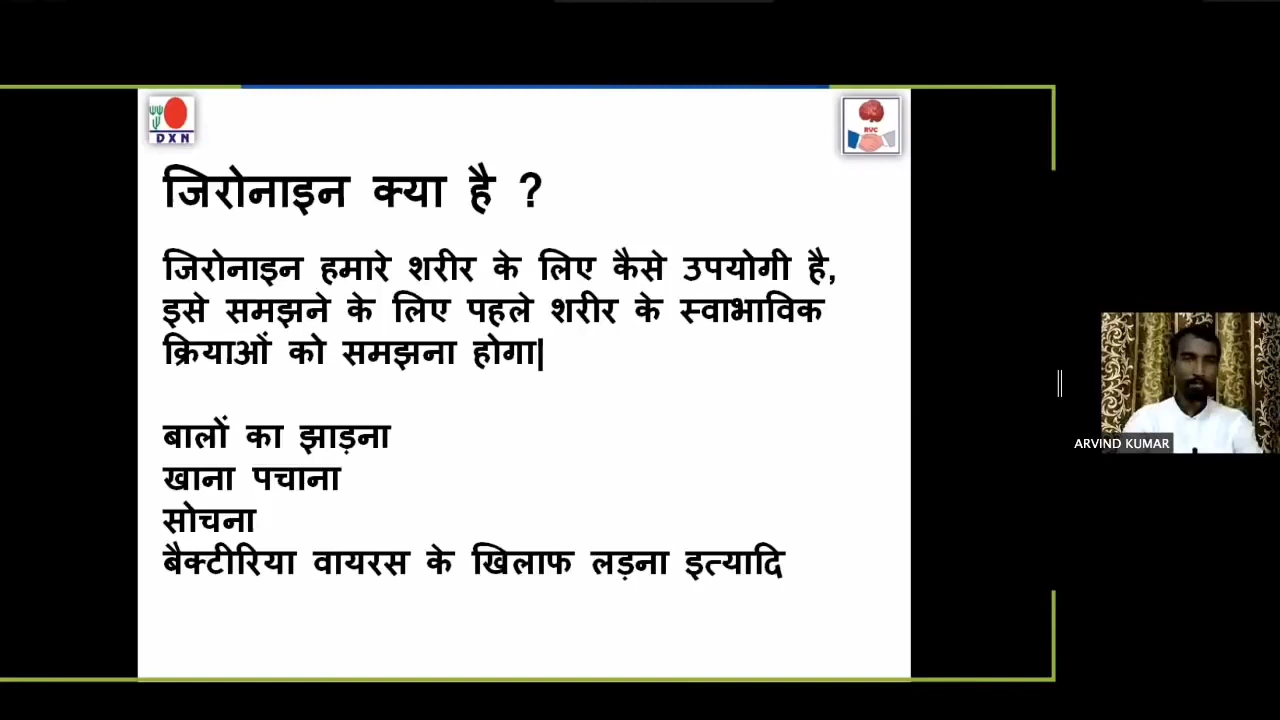 DXN
RVC
जिरोनाइन क्या है ?
जिरोनाइन हमारे शरीर के लिए कैसे उपयोगी है,
इसे समझने के लिए पहले शरीर के स्वाभाविक
क्रियाओं को समझना होगा|
बालों का झाड़ना
खाना पचाना
सोचना
बैक्टीरिया वायरस के खिलाफ लड़ना इत्यादि
ARVIND KUMAR